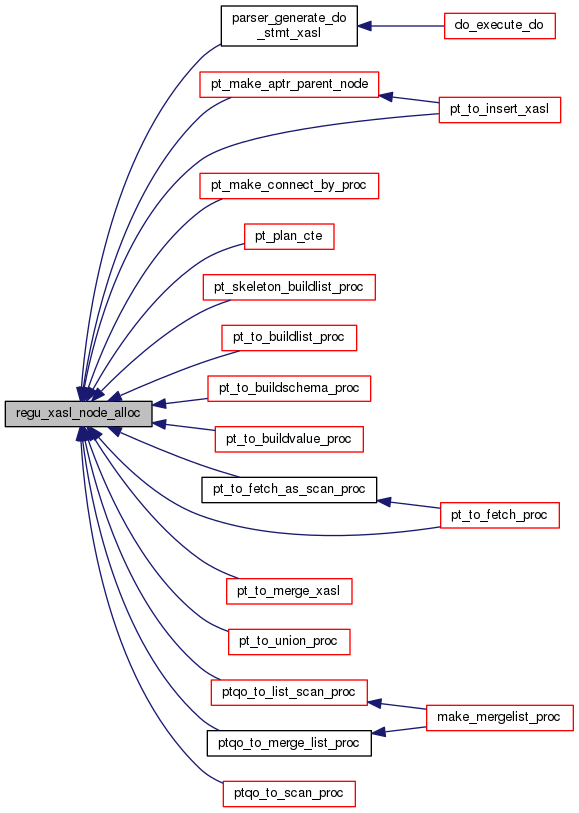 parser_generate_do
_stmt_xasl
do_execute_do
pt_make_aptr_parent_node
pt_to_insert_xasl
pt_make_connect_by_proc
pt_plan_cte
pt_skeleton_buildlist_proc
pt_to_buildlist_proc
pt_to_buildschema_proc
regu_xasl_node_alloc
pt_to_buildvalue_proc
pt_to_fetch_as_scan_proc
pt_to_fetch_proc
pt_to_merge_xasl
pt_to_union_proc
ptqo_to_list_scan_proc
make_mergelist_proc
ptqo_to_merge_list_proc
ptqo_to_scan_proc